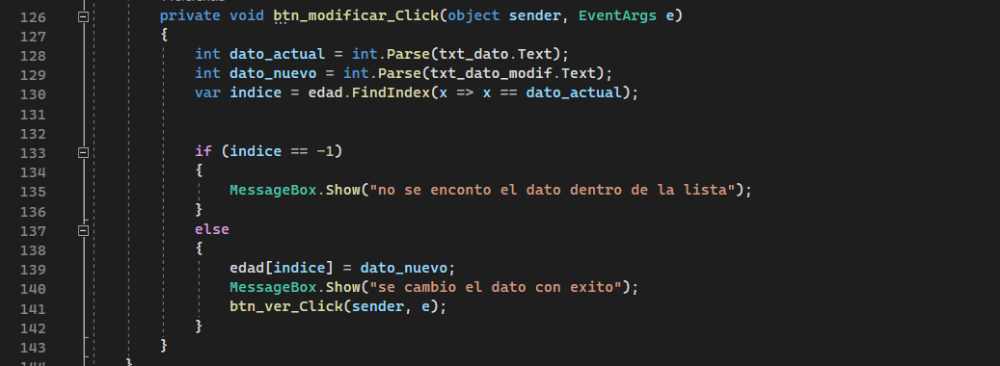 126 private void btn_modificar_Click(object sender, EventArgs e)
127 {
128 int dato_actual = int.Parse(txt_dato.Text);
129 int dato_nuevo = int.Parse(txt_dato_modif.Text);
130 var indice = edad.FindIndex(x => x == dato_actual);
131
132
133 if (indice == -1)
134 {
135 MessageBox.Show("no se enconto el dato dentro de la lista");
136 }
137 else
138 {
139 edad[indice] = dato_nuevo;
140 MessageBox.Show("se cambio el dato con exito");
141 btn_ver_Click(sender, e);
142 }
143 }
}